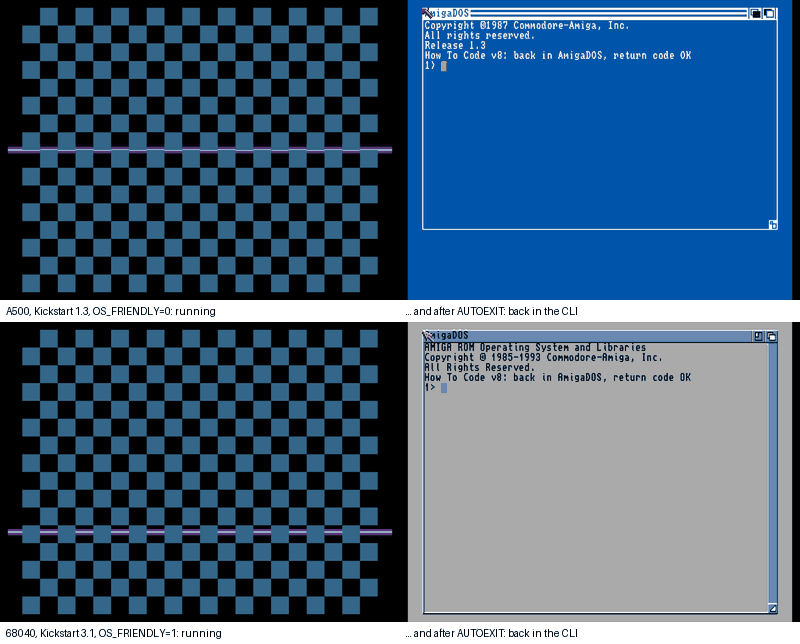 AmigaDOS
Copyright ©1987 Commodore-Amiga, Inc.
All rights reserved.
Release 1.3
How To Code v8: back in AmigaDOS, return code OK
1>
A500, Kickstart 1.3, OS_FRIENDLY=0: running
... and after AUTOEXIT: back in the CLI
AmigaDOS
AMIGA ROM Operating System and Libraries
Copyright © 1985-1993 Commodore-Amiga, Inc.
All Rights Reserved.
How To Code v8: back in AmigaDOS, return code OK
1>
68040, Kickstart 3.1, OS_FRIENDLY=1: running
... and after AUTOEXIT: back in the CLI